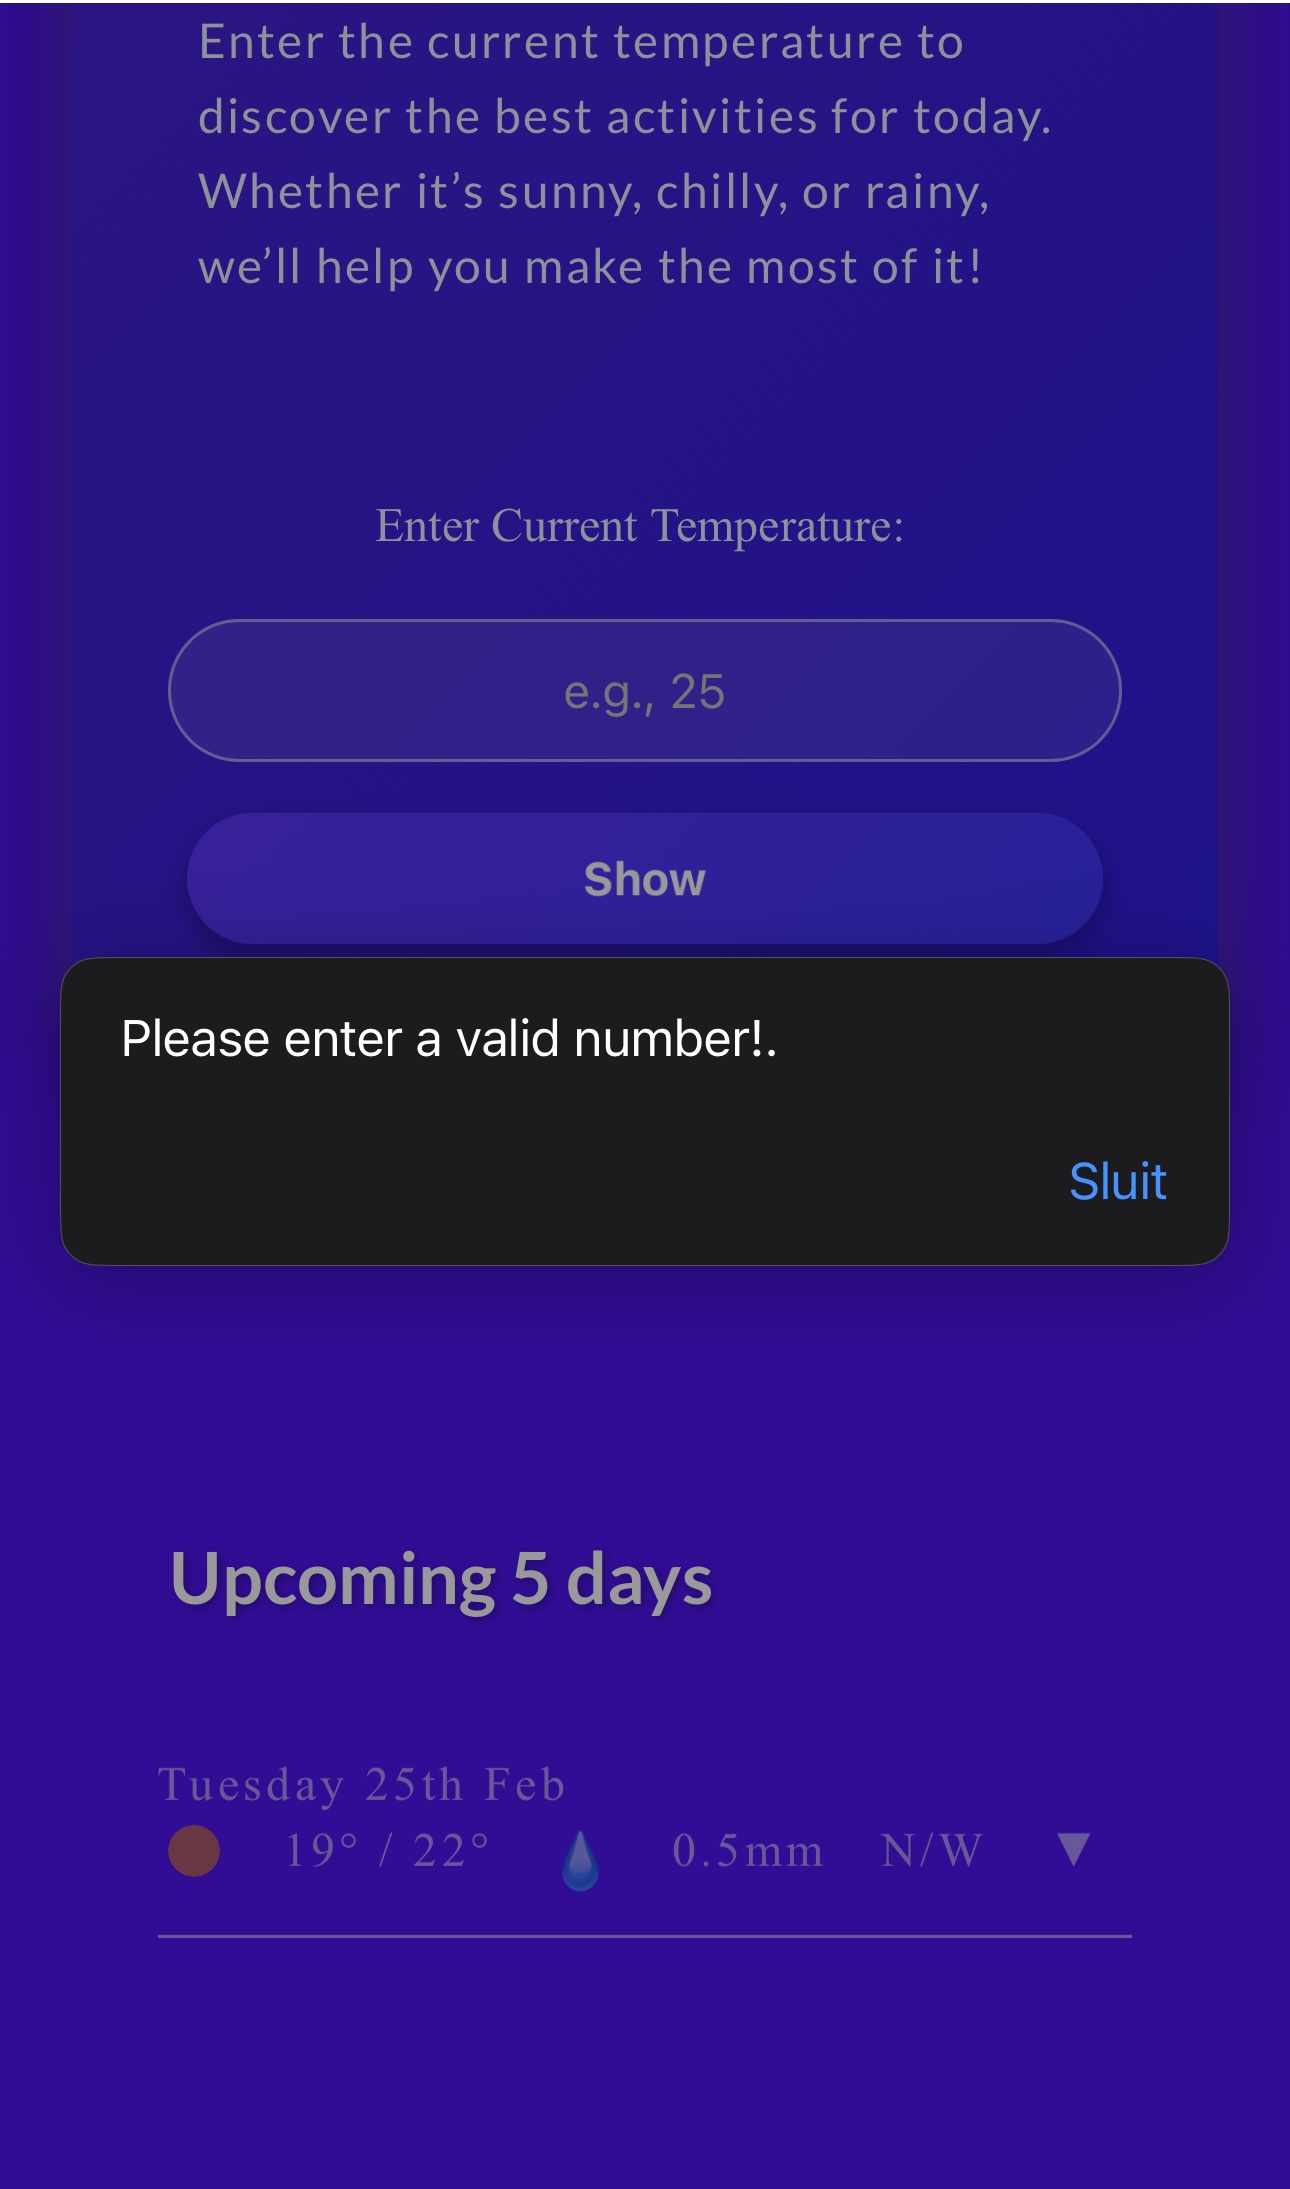 Enter the current temperature to
discover the best activities for today.
Whether it’s sunny, chilly, or rainy,
we’ll help you make the most of it!
Enter Current Temperature:
e.g., 25
Show
Please enter a valid number!.
Sluit
Upcoming 5 days
Tuesday 25th Feb
19° / 22° 0.5mm N/W ▼